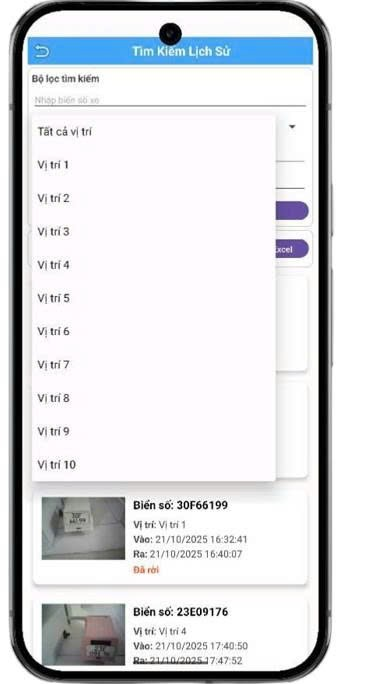 Tìm Kiếm Lịch Sử
Bộ lọc tìm kiếm
Nhập biển số xe
Tất cả vị trí
Vị trí 1
Vị trí 2
Vị trí 3
Vị trí 4
Vị trí 5
Vị trí 6
Vị trí 7
Vị trí 8
Vị trí 9
Vị trí 10
Excel
Biển số: 30F66199
Vị trí: Vị trí 1
Vào: 21/10/2025 16:32:41
Ra: 21/10/2025 16:40:07
Đã rời
Biển số: 23E09176
Vị trí: Vị trí 4
Vào: 21/10/2025 17:40:50
Ra: 21/10/2025 17:47:52